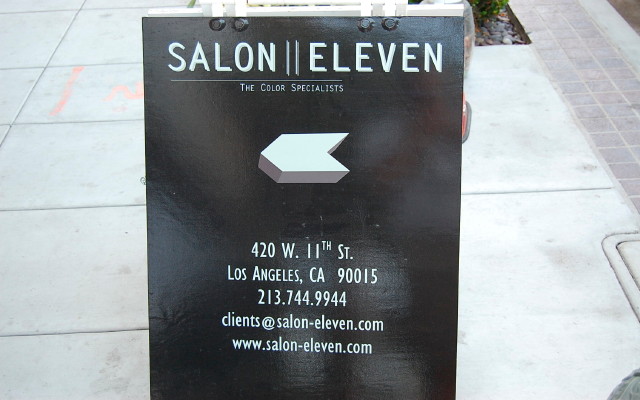 SALON || ELEVEN
THE COLOR SPECIALISTS
420 W. 11TH ST.
LOS ANGELES, CA 90015
213.744.9944
clients@salon-eleven.com
www.salon-eleven.com